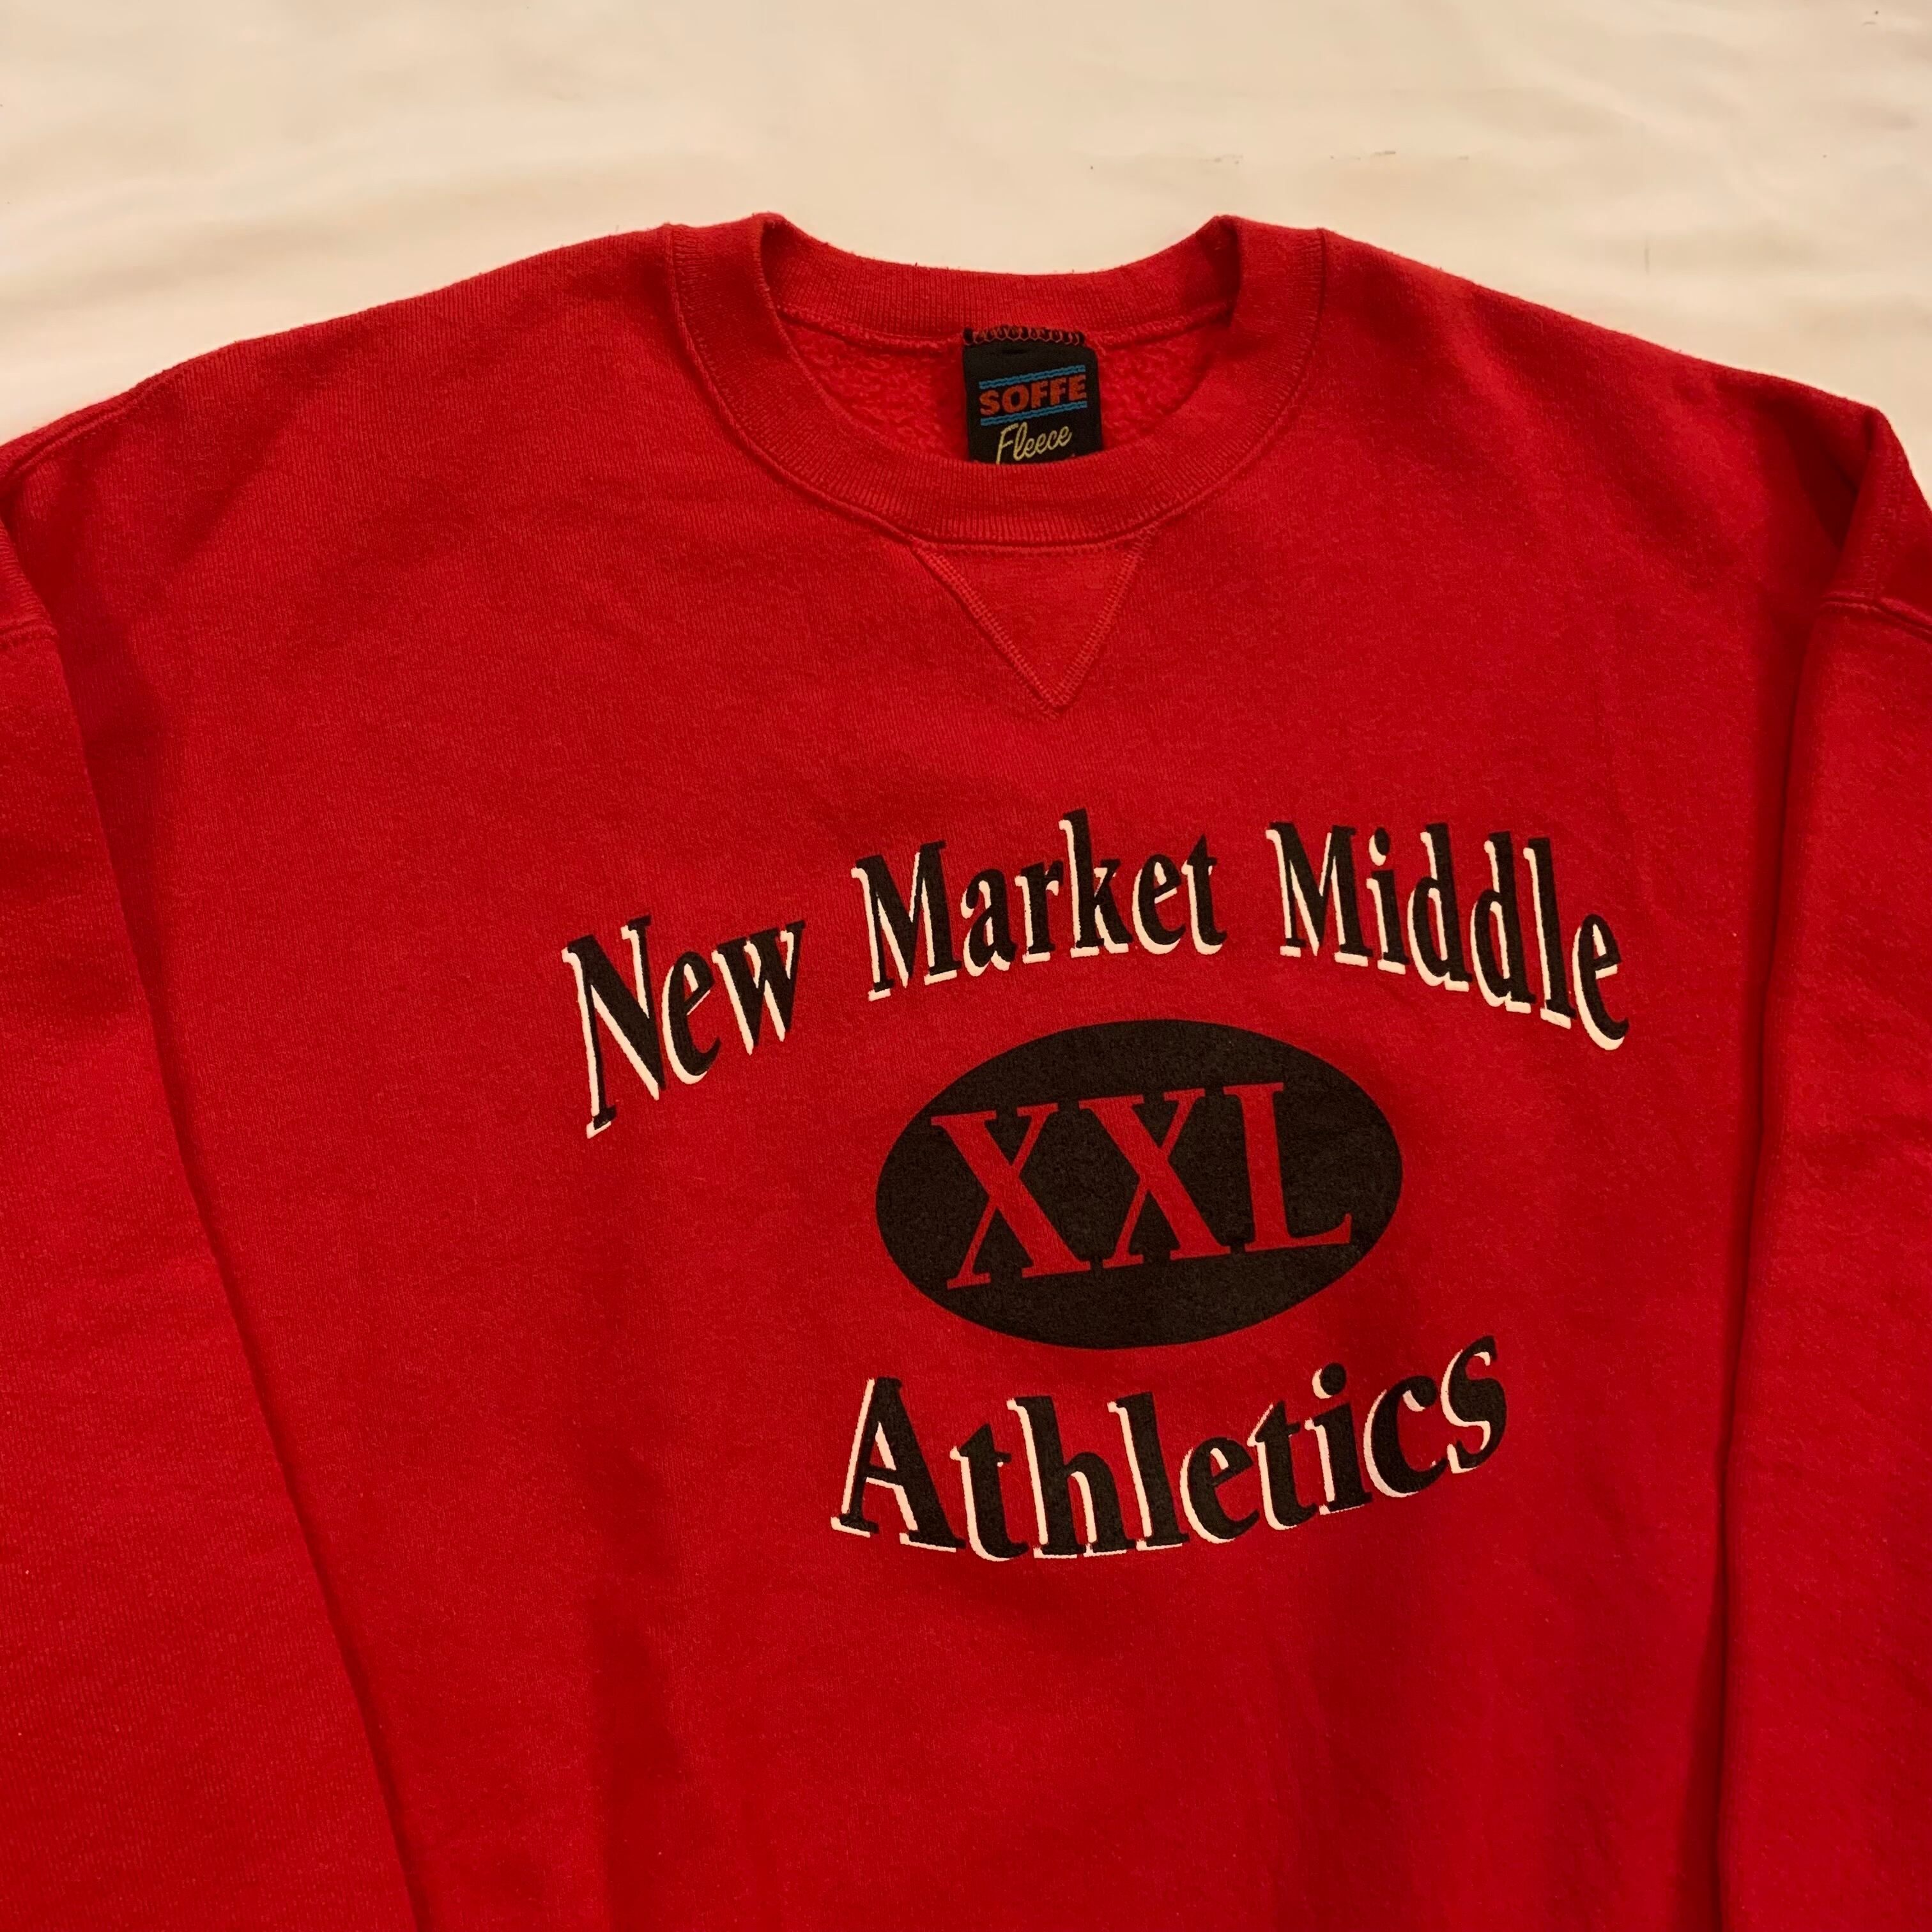 SOFFE
Fleece
New Market Middle
XXL
Athletics